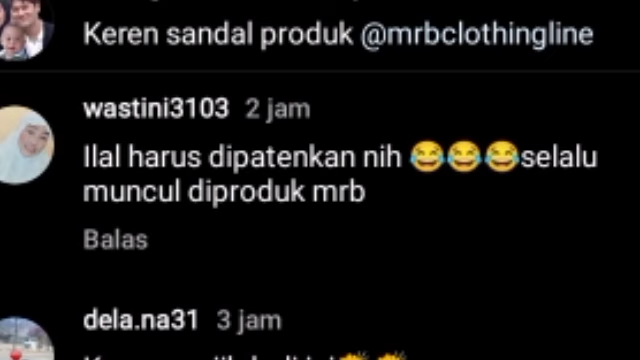 Keren sandal produk @mrbclothingline
wastini3103 2 jam
Ilal harus dipatenkan nih 😂😂😂selalu
muncul diproduk mrb
Balas
dela.na31 3 jam